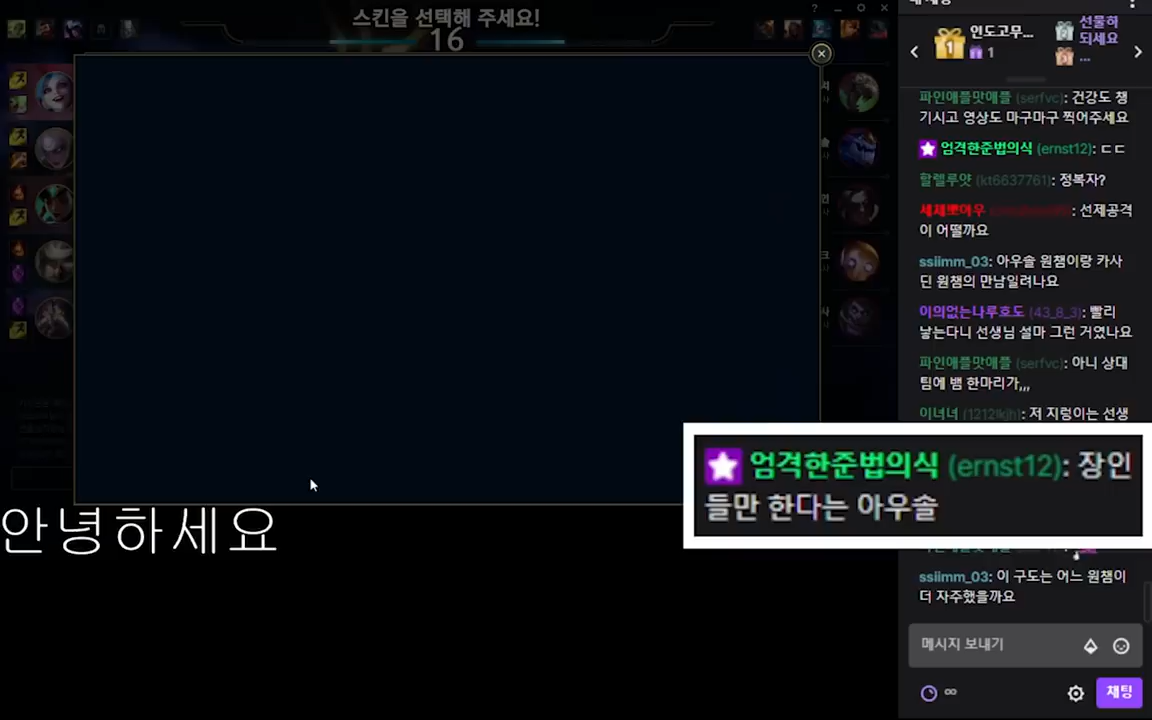 스킨을 선택해 주세요!
16
안녕하세요
인도고무...
1
선물하
되세요
...
파인애플맛애플 (serfvc): 건강도 챙
기시고 영상도 마구마구 찍어주세요
엄격한준법의식 (ernst12): ㄷㄷ
할렐루얏 (kt6637761): 정복자?
세체뽀아우 : 선제공격
이 어떨까요
ssiimm_03: 아우솔 원챔이랑 카사
딘 원챔의 만남일려나요
이의없는나루호도 (43_8_3): 빨리
낳는다니 선생님 설마 그런 거였나요
파인애플맛애플 (serfvc): 아니 상대
팀에 뱀 한마리가,,,
이녀녀 (1212lkjh): 저 지렁이는 선생
엄격한준법의식 (ernst12): 장인
들만 한다는 아우솔
ssiimm_03: 이 구도는 어느 원챔이
더 자주했을까요
메시지 보내기
채팅